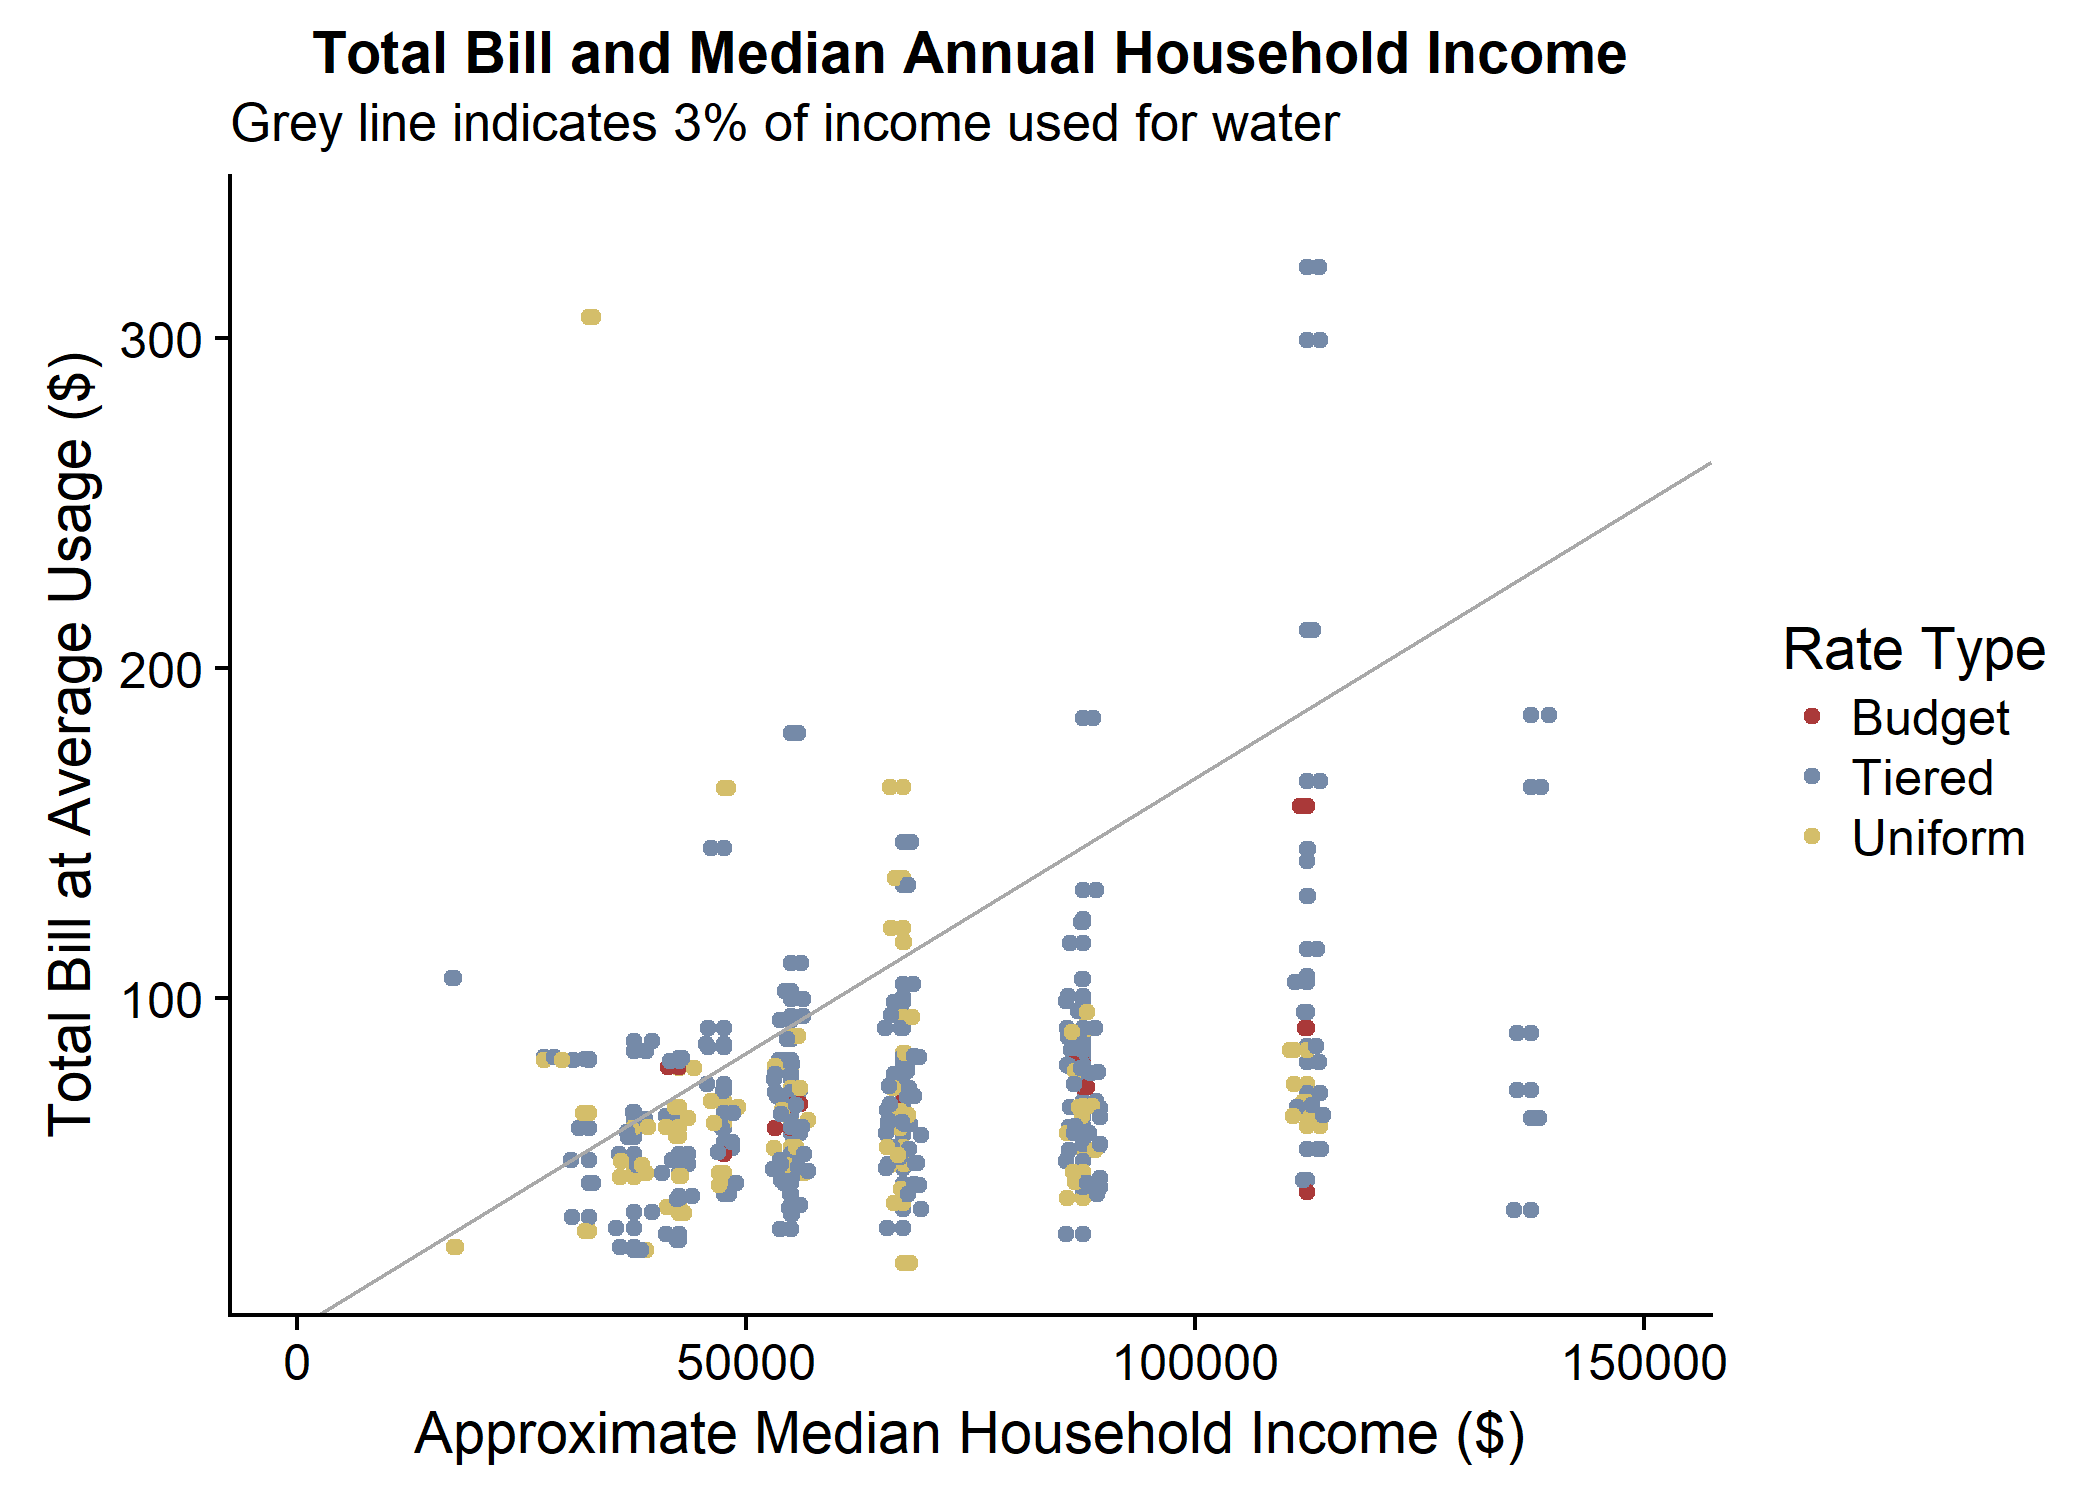 Total Bill and Median Annual Household Income
Grey line indicates 3% of income used for water
Total Bill at Average Usage ($)
300
200
100
0
50000
100000
150000
Approximate Median Household Income ($)
Rate Type
Budget
Tiered
Uniform